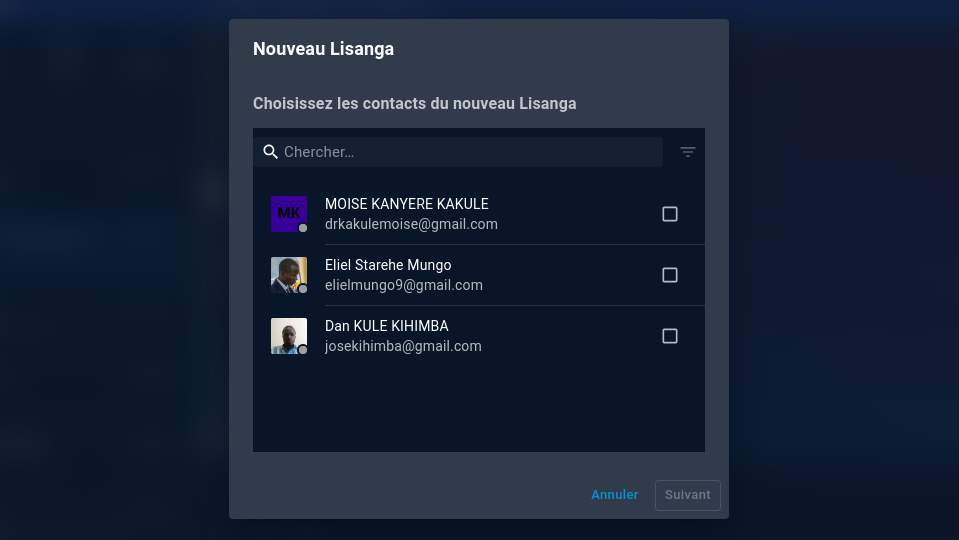 Nouveau Lisanga
Choisissez les contacts du nouveau Lisanga
Chercher...
MK
MOISE KANYERE KAKULE
drkakulemoise@gmail.com
Eliel Starehe Mungo
elielmungo9@gmail.com
Dan KULE KIHIMBA
josekihimba@gmail.com
Annuler
Suivant